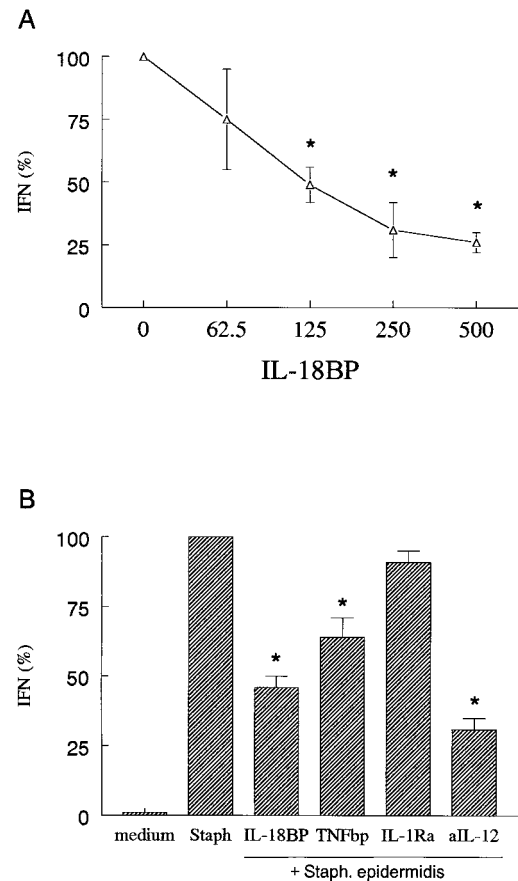 A
100
75
50
25
0
IFN (%)
*
*
*
0 62.5 125 250 500
IL-18BP
B
100
75
50
25
0
IFN (%)
*
*
*
medium Staph IL-18BP TNFbp IL-1Ra aIL-12
+ Staph. epidermidis